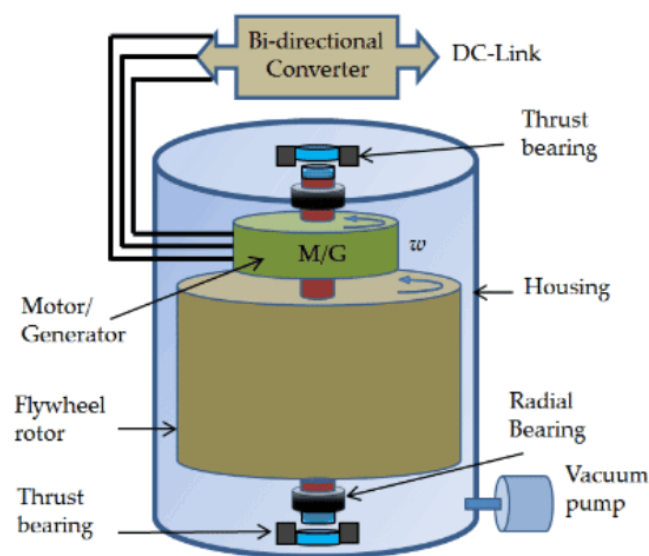 Bi-directional
Converter
DC-Link
Thrust
bearing
M/G
w
Motor/
Generator
Housing
Flywheel
rotor
Radial
Bearing
Thrust
bearing
Vacuum
pump